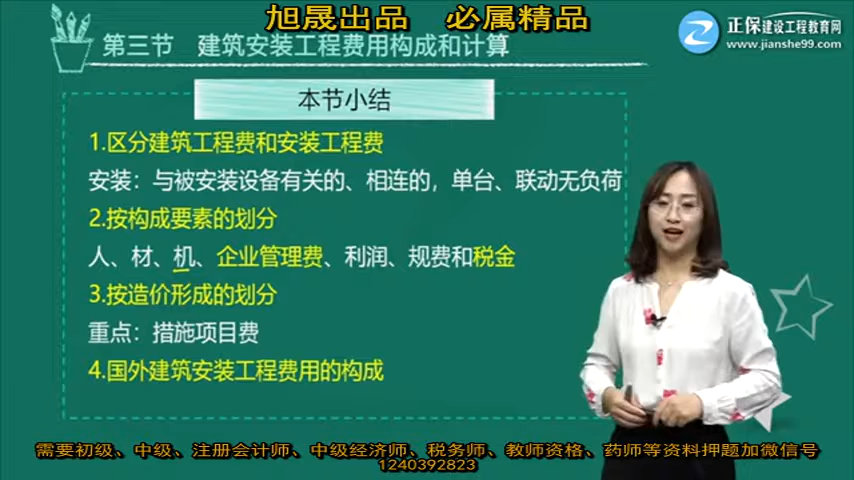 旭晟出品 必属精品
第三节 建筑安装工程费用构成和计算
正保建设工程教育网
www.jianshe99.com
本节小结
1.区分建筑工程费和安装工程费
安装：与被安装设备有关的、相连的，单台、联动无负荷
2.按构成要素的划分
人、材、机、企业管理费、利润、规费和税金
3.按造价形成的划分
重点：措施项目费
4.国外建筑安装工程费用的构成
需要初级、中级、注册会计师、中级经济师、税务师、教师资格、药师等资料押题加微信号
1240392823